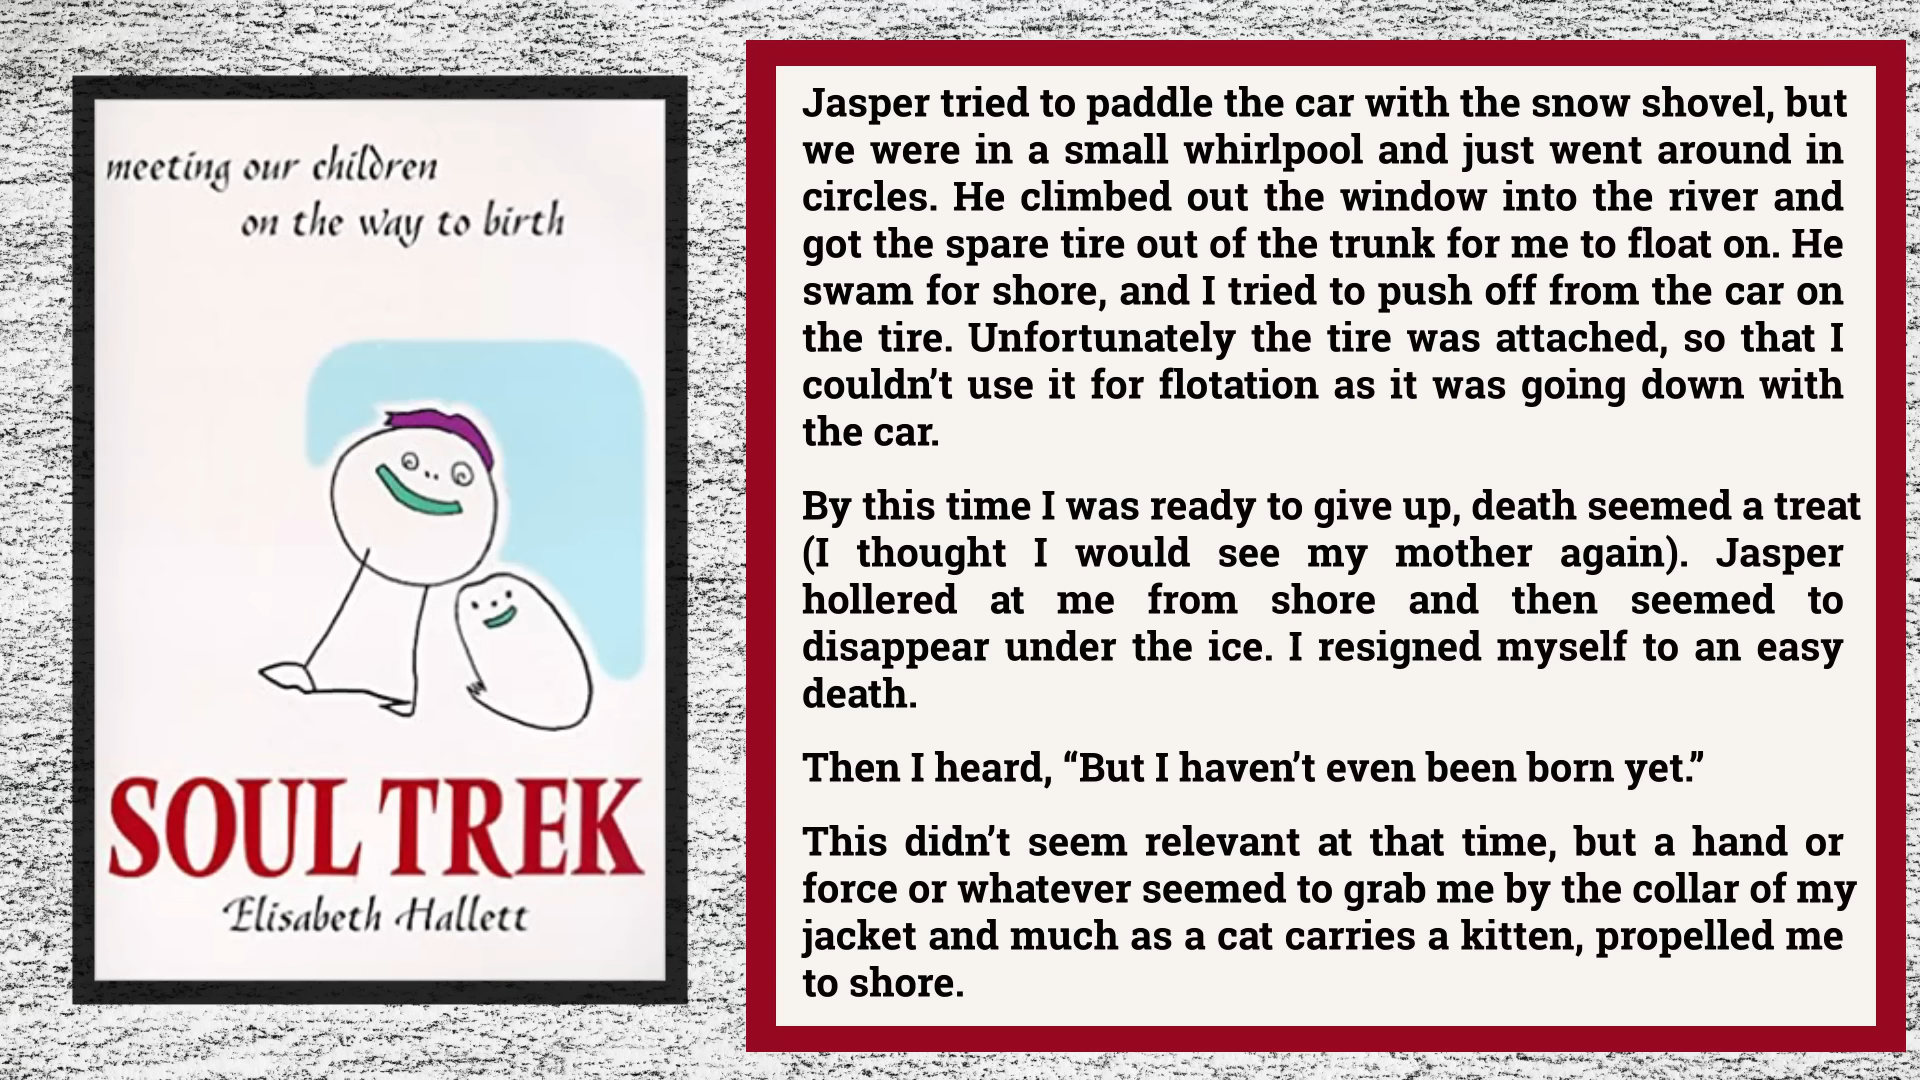 meeting our children
on the way to birth
SOUL TREK
Elisabeth Hallett
Jasper tried to paddle the car with the snow shovel, but
we were in a small whirlpool and just went around in
circles. He climbed out the window into the river and
got the spare tire out of the trunk for me to float on. He
swam for shore, and I tried to push off from the car on
the tire. Unfortunately the tire was attached, so that I
couldn’t use it for flotation as it was going down with
the car.
By this time I was ready to give up, death seemed a treat
(I thought I would see my mother again). Jasper
hollered at me from shore and then seemed to
disappear under the ice. I resigned myself to an easy
death.
Then I heard, “But I haven’t even been born yet.”
This didn’t seem relevant at that time, but a hand or
force or whatever seemed to grab me by the collar of my
jacket and much as a cat carries a kitten, propelled me
to shore.